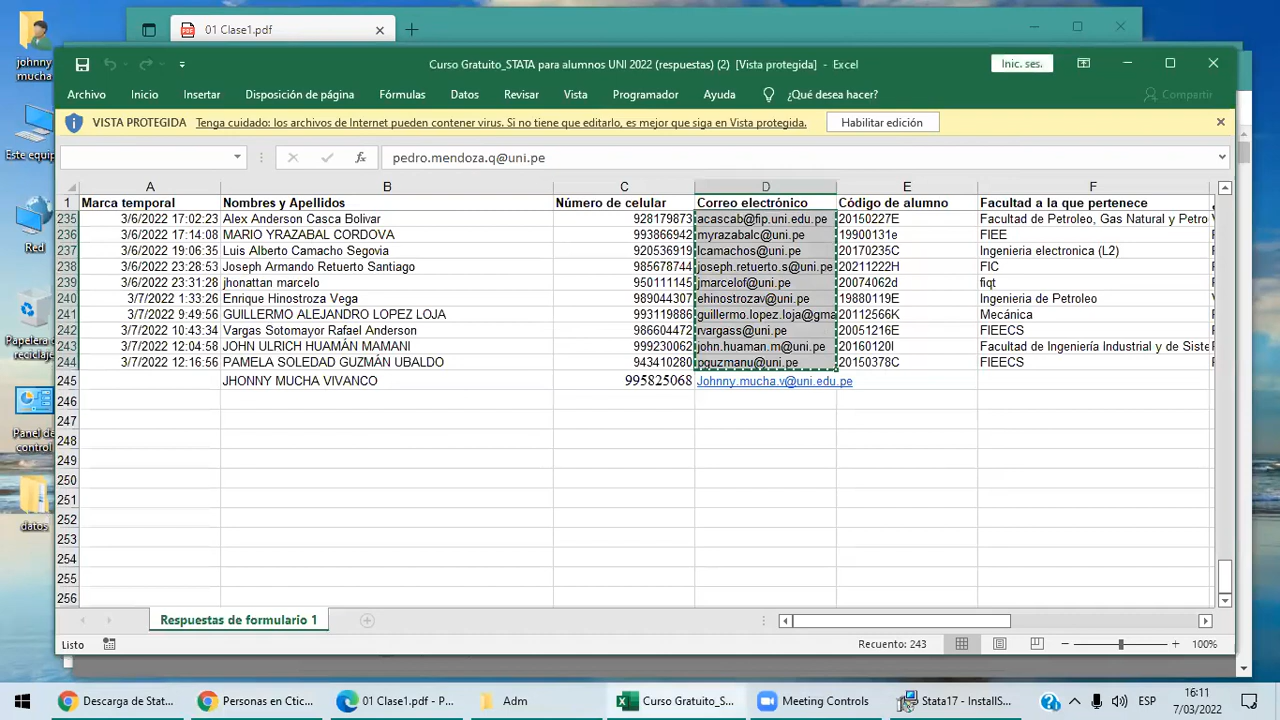 01 Clase1.pdf
johnny mucha
Curso Gratuito_STATA para alumnos UNI 2022 (respuestas) (2) [Vista protegida] - Excel
Inic. ses.
Archivo Inicio Insertar Disposición de página Fórmulas Datos Revisar Vista Programador Ayuda ¿Qué desea hacer? Compartir
VISTA PROTEGIDA Tenga cuidado: los archivos de Internet pueden contener virus. Si no tiene que editarlo, es mejor que siga en Vista protegida. Habilitar edición
Este equip
pedro.mendoza.q@uni.pe
A B C D E F
1 Marca temporal Nombres y Apellidos Número de celular Correo electrónico Código de alumno Facultad a la que pertenece
235 3/6/2022 17:02:23 Alex Anderson Casca Bolivar 928179873 acascab@fip.uni.edu.pe 20150227E Facultad de Petroleo, Gas Natural y Petro
236 3/6/2022 17:14:08 MARIO YRAZABAL CORDOVA 993866942 myrazabalc@uni.pe 19900131e FIEE
237 3/6/2022 19:06:35 Luis Alberto Camacho Segovia 920536919 lcamachos@uni.pe 20170235C Ingenieria electronica (L2)
238 3/6/2022 23:28:53 Joseph Armando Retuerto Santiago 985678744 joseph.retuerto.s@uni.pe 20211222H FIC
239 3/6/2022 23:31:28 jhonattan marcelo 950111145 jmarcelof@uni.pe 20074062d fiqt
240 3/7/2022 1:33:26 Enrique Hinostroza Vega 989044307 ehinostrozav@uni.pe 19880119E Ingenieria de Petroleo
241 3/7/2022 9:49:56 GUILLERMO ALEJANDRO LOPEZ LOJA 993119886 guillermo.lopez.loja@gma 20112566K Mecánica
242 3/7/2022 10:43:34 Vargas Sotomayor Rafael Anderson 986604472 rvargass@uni.pe 20051216E FIEECS
243 3/7/2022 12:04:58 JOHN ULRICH HUAMÁN MAMANI 999230062 john.huaman.m@uni.pe 20160120I Facultad de Ingeniería Industrial y de Siste
244 3/7/2022 12:16:56 PAMELA SOLEDAD GUZMÁN UBALDO 943410280 pguzmanu@uni.pe 20150378C FIEECS
245 JHONNY MUCHA VIVANCO 995825068 Johnny.mucha.v@uni.edu.pe
246
247
248
249
250
251
252
253
254
255
256
Red
Papelera de reciclaje
Panel de control
datos
Respuestas de formulario 1
Listo Recuento: 243 100%
Descarga de Stat... Personas en Ctic... 01 Clase1.pdf - P... Adm Curso Gratuito_S... Meeting Controls Stata17 - InstallS... ESP 16:11
7/03/2022